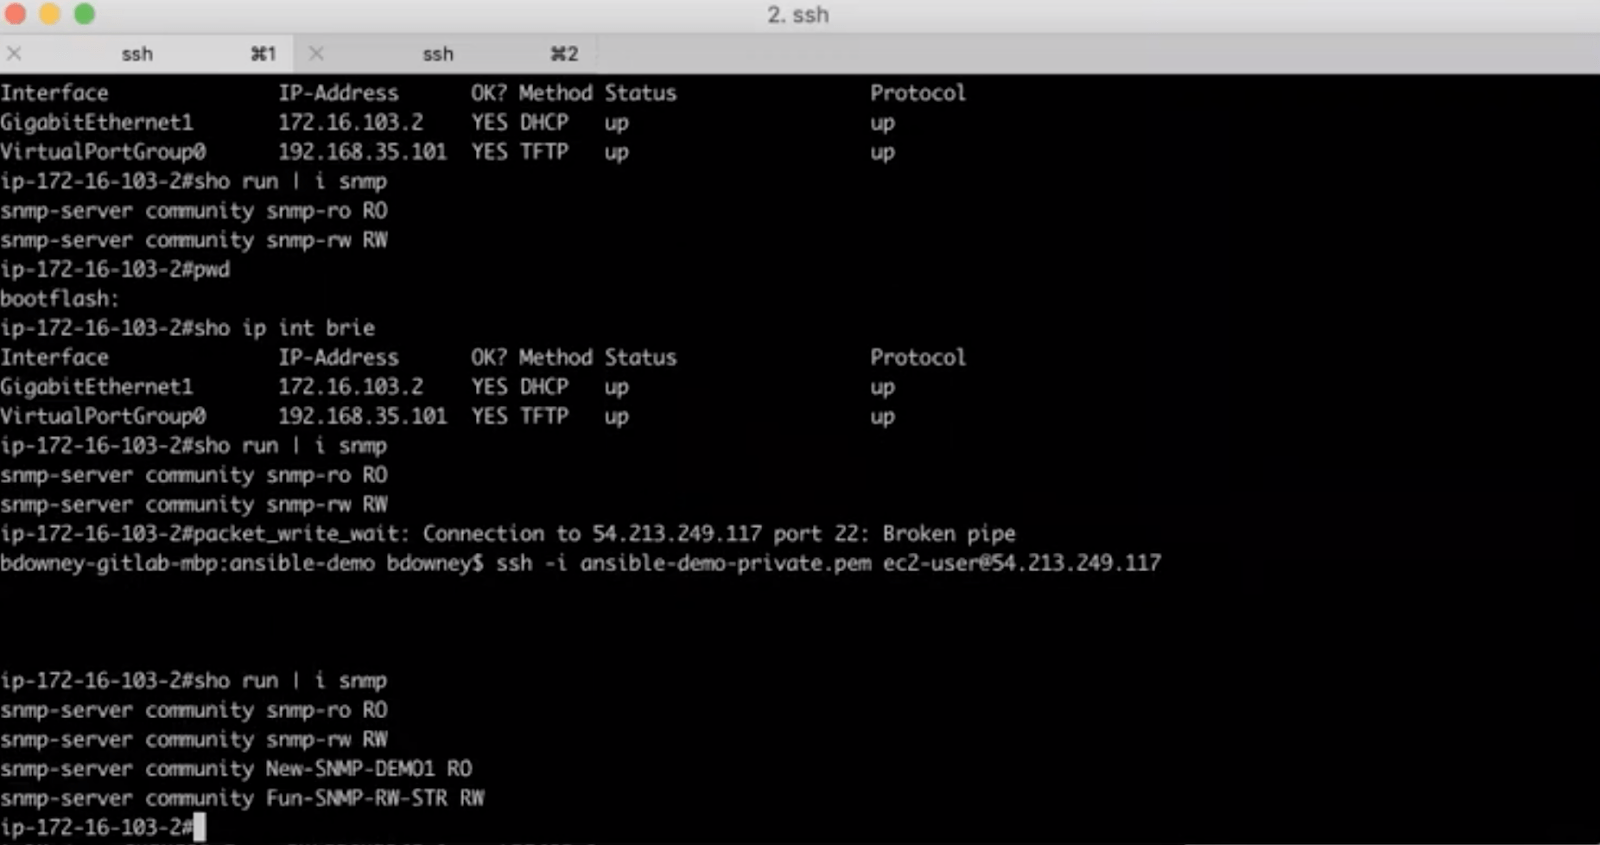 2. ssh
ssh ⌘1 ssh ⌘2
Interface IP-Address OK? Method Status Protocol
GigabitEthernet1 172.16.103.2 YES DHCP up up
VirtualPortGroup0 192.168.35.101 YES TFTP up up
ip-172-16-103-2#sho run | i snmp
snmp-server community snmp-ro RO
snmp-server community snmp-rw RW
ip-172-16-103-2#pwd
bootflash:
ip-172-16-103-2#sho ip int brie
Interface IP-Address OK? Method Status Protocol
GigabitEthernet1 172.16.103.2 YES DHCP up up
VirtualPortGroup0 192.168.35.101 YES TFTP up up
ip-172-16-103-2#sho run | i snmp
snmp-server community snmp-ro RO
snmp-server community snmp-rw RW
ip-172-16-103-2#packet_write_wait: Connection to 54.213.249.117 port 22: Broken pipe
bdowney-gitlab-mbp:ansible-demo bdowney$ ssh -i ansible-demo-private.pem ec2-user@54.213.249.117
ip-172-16-103-2#sho run | i snmp
snmp-server community snmp-ro RO
snmp-server community snmp-rw RW
snmp-server community New-SNMP-DEMO1 RO
snmp-server community Fun-SNMP-RW-STR RW
ip-172-16-103-2#